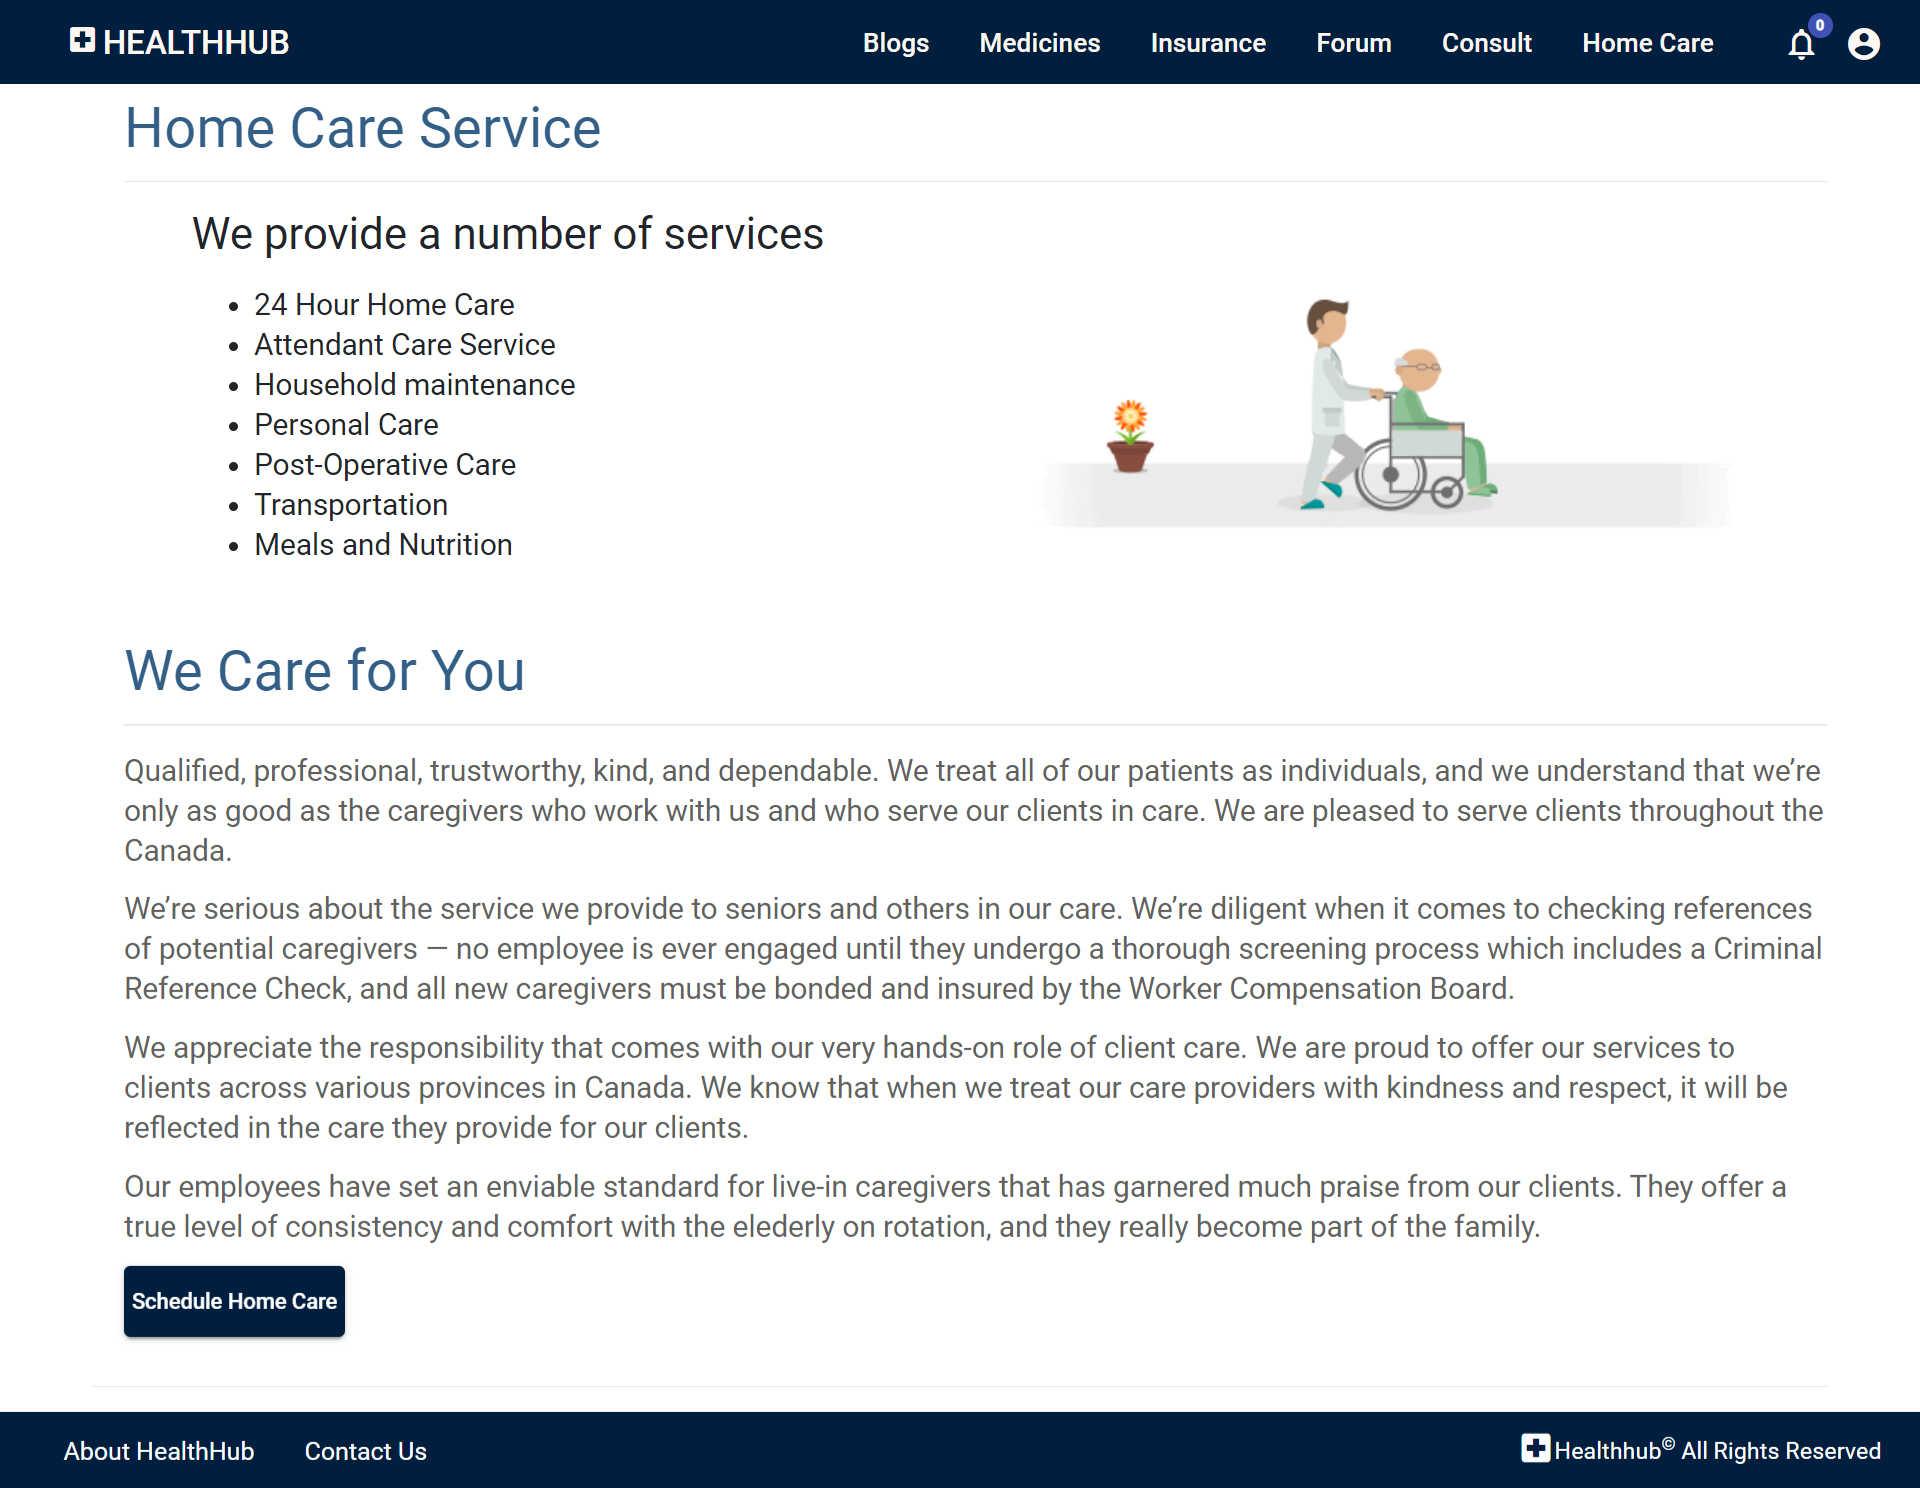 HEALTHHUB
Blogs Medicines Insurance Forum Consult Home Care 0
Home Care Service
We provide a number of services
• 24 Hour Home Care
• Attendant Care Service
• Household maintenance
• Personal Care
• Post-Operative Care
• Transportation
• Meals and Nutrition
We Care for You
Qualified, professional, trustworthy, kind, and dependable. We treat all of our patients as individuals, and we understand that we’re
only as good as the caregivers who work with us and who serve our clients in care. We are pleased to serve clients throughout the
Canada.
We’re serious about the service we provide to seniors and others in our care. We’re diligent when it comes to checking references
of potential caregivers — no employee is ever engaged until they undergo a thorough screening process which includes a Criminal
Reference Check, and all new caregivers must be bonded and insured by the Worker Compensation Board.
We appreciate the responsibility that comes with our very hands-on role of client care. We are proud to offer our services to
clients across various provinces in Canada. We know that when we treat our care providers with kindness and respect, it will be
reflected in the care they provide for our clients.
Our employees have set an enviable standard for live-in caregivers that has garnered much praise from our clients. They offer a
true level of consistency and comfort with the elederly on rotation, and they really become part of the family.
Schedule Home Care
About HealthHub Contact Us
Healthhub© All Rights Reserved